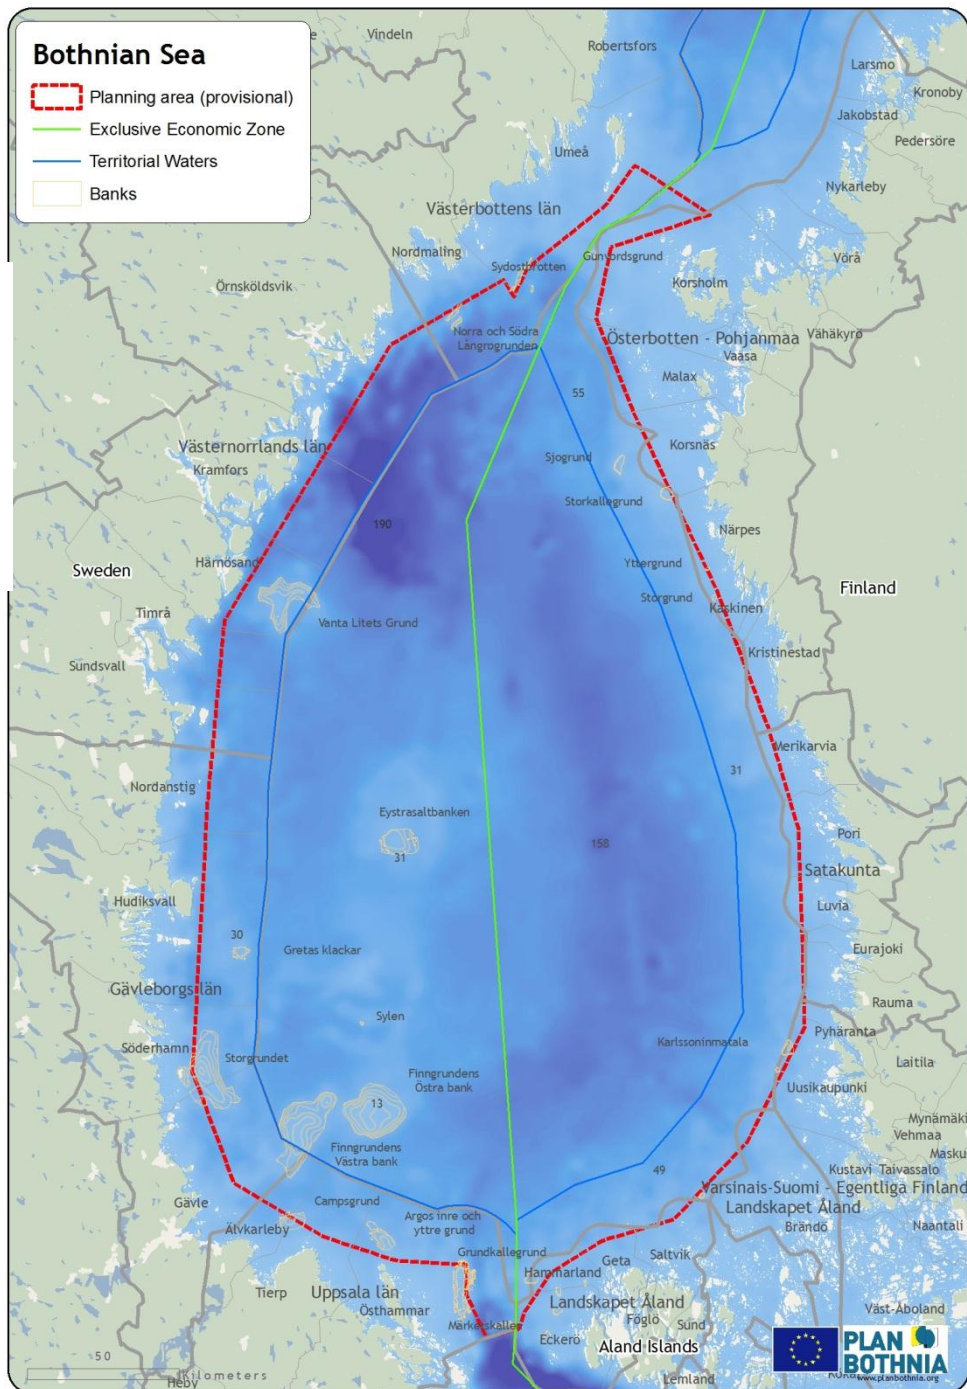 Bothnian Sea
Planning area (provisional)
Exclusive Economic Zone
Territorial Waters
Banks
Vindeln
Robertsfors
Larsmo
Kronoby
Jakobstad
Pedersöre
Umeå
Nykarleby
Västerbottens län
Nordmaling
Sydostbrotten
Gunvordsgrund
Vörå
Örnsköldsvik
Korsholm
Norra och Södra
Långrogrunden
Österbotten - Pohjanmaa
Vähäkyrö
Vaasa
Malax
55
Västernorrlands län
Korsnäs
Sjogrund
Kramfors
Storkallegrund
190
Närpes
Härnösand
Yttergrund
Sweden
Finland
Storgrund
Kaskinen
Timrå
Vanta Litets Grund
Kristinestad
Sundsvall
Merikarvia
31
Nordanstig
Eystrasaltbanken
31
158
Pori
Satakunta
Hudiksvall
Luvia
30
Gretas klackar
Eurajoki
Gävleborgs län
Rauma
Sylen
Pyhäranta
Söderhamn
Storgrundet
Karlssoninmatala
Laitila
Finngrundens
Östra bank
Uusikaupunki
13
Mynämäki
Vehmaa
Finngrundens
Västra bank
Masku
49
Kustavi
Taivassalo
Varsinais-Suomi - Egentliga Finland
Landskapet Åland
Gävle
Campsgrund
Argos inre och
yttre grund
Brändö
Naantali
Älvkarleby
Grundkallegrund
Geta
Saltvik
Hammarland
Tierp
Uppsala län
Östhammar
Landskapet Åland
Föglö
Sund
Väst-Åboland
Märketskallen
Eckerö
Aland Islands
PLAN
BOTHNIA
www.planbothnia.org
50
Kilometers
Heby
Lemland